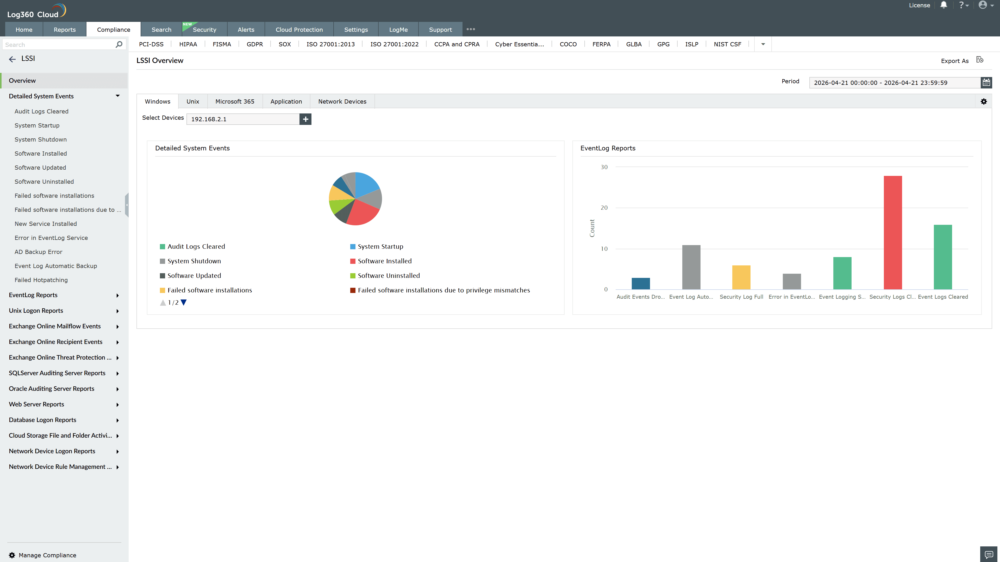 Log360 Cloud
License
?
Home
Reports
Compliance
Search
NEW
Security
Alerts
Cloud Protection
Settings
LogMe
Support
Search
PCI-DSS
HIPAA
FISMA
GDPR
SOX
ISO 27001:2013
ISO 27001:2022
CCPA and CPRA
Cyber Essentia...
COCO
FERPA
GLBA
GPG
ISLP
NIST CSF
LSSI
Overview
Detailed System Events
Audit Logs Cleared
System Startup
System Shutdown
Software Installed
Software Updated
Software Uninstalled
Failed software installations
Failed software installations due to ...
New Service Installed
Error in EventLog Service
AD Backup Error
Event Log Automatic Backup
Failed Hotpatching
EventLog Reports
Unix Logon Reports
Exchange Online Mailflow Events
Exchange Online Recipient Events
Exchange Online Threat Protection ...
SQLServer Auditing Server Reports
Oracle Auditing Server Reports
Web Server Reports
Database Logon Reports
Cloud Storage File and Folder Activi...
Network Device Logon Reports
Network Device Rule Management ...
Manage Compliance
LSSI Overview
Export As
Period
2026-04-21 00:00:00 - 2026-04-21 23:59:59
Windows
Unix
Microsoft 365
Application
Network Devices
Select Devices
192.168.2.1
Detailed System Events
Audit Logs Cleared
System Startup
System Shutdown
Software Installed
Software Updated
Software Uninstalled
Failed software installations
Failed software installations due to privilege mismatches
1/2
EventLog Reports
Count
30
20
10
0
Audit Events Dro...
Event Log Auto...
Security Log Full
Error in EventLo...
Event Logging S...
Security Logs Cl...
Event Logs Cleared